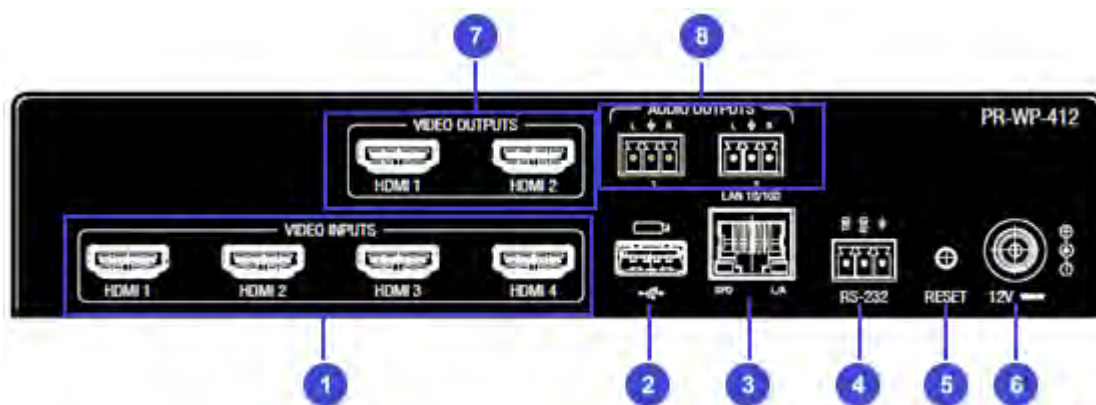 7
8
AUDIO OUTPUTS
PR-WP-412
VIDEO OUTPUTS
L R
L R
HDMI 1
HDMI 2
1
2
LAN 10/100
VIDEO INPUTS
HDMI 1
HDMI 2
HDMI 3
HDMI 4
SPD
L/A
RS-232
RESET
12V
1
2
3
4
5
6